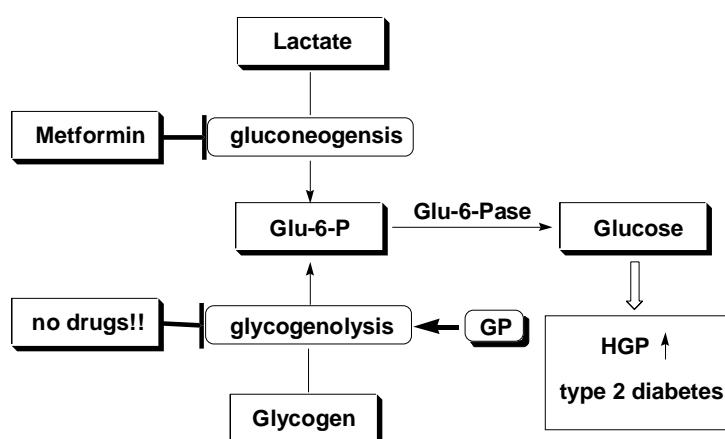 Lactate
Metformin
gluconeogensis
Glu-6-P
Glu-6-Pase
Glucose
no drugs!!
glycogenolysis
GP
HGP ↑
type 2 diabetes
Glycogen